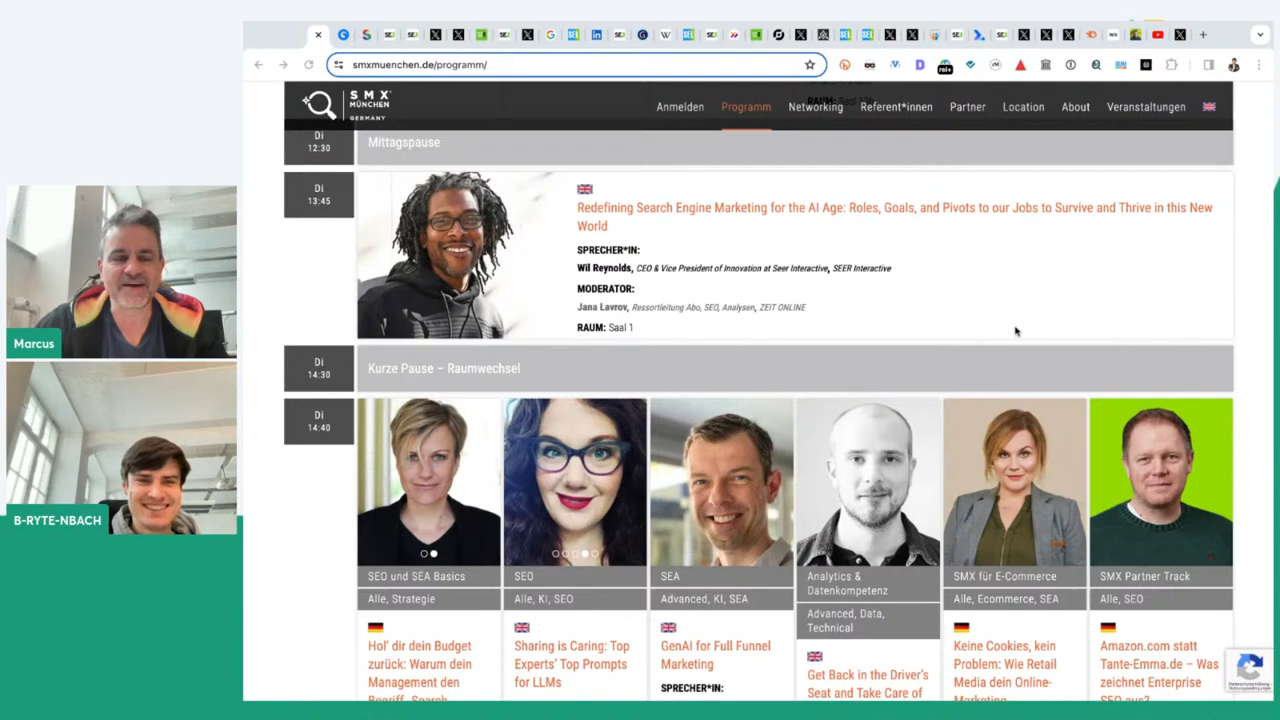 smxmuenchen.de/programm/
SMX
MÜNCHEN
GERMANY
Anmelden Programm Networking Referent*innen Partner Location About Veranstaltungen
Di
12:30
Mittagspause
Di
13:45
Redefining Search Engine Marketing for the AI Age: Roles, Goals, and Pivots to our Jobs to Survive and Thrive in this New
World
SPRECHER*IN:
Wil Reynolds, CEO & Vice President of Innovation at Seer Interactive, SEER Interactive
MODERATOR:
Jana Lavrov, Ressortleitung Abo, SEO, Analysen, ZEIT ONLINE
RAUM: Saal 1
Marcus
Di
14:30
Kurze Pause – Raumwechsel
Di
14:40
B-RYTE-NBACH
SEO und SEA Basics
Alle, Strategie
Hol' dir dein Budget
zurück: Warum dein
Management den
Begriff „Search
SEO
Alle, KI, SEO
Sharing is Caring: Top
Experts' Top Prompts
for LLMs
SEA
Advanced, KI, SEA
GenAI for Full Funnel
Marketing
SPRECHER*IN:
Analytics &
Datenkompetenz
Advanced, Data,
Technical
Get Back in the Driver's
Seat and Take Care of
SMX für E-Commerce
Alle, Ecommerce, SEA
Keine Cookies, kein
Problem: Wie Retail
Media dein Online-
Marketing
SMX Partner Track
Alle, SEO
Amazon.com statt
Tante-Emma.de – Was
zeichnet Enterprise
SEO aus?